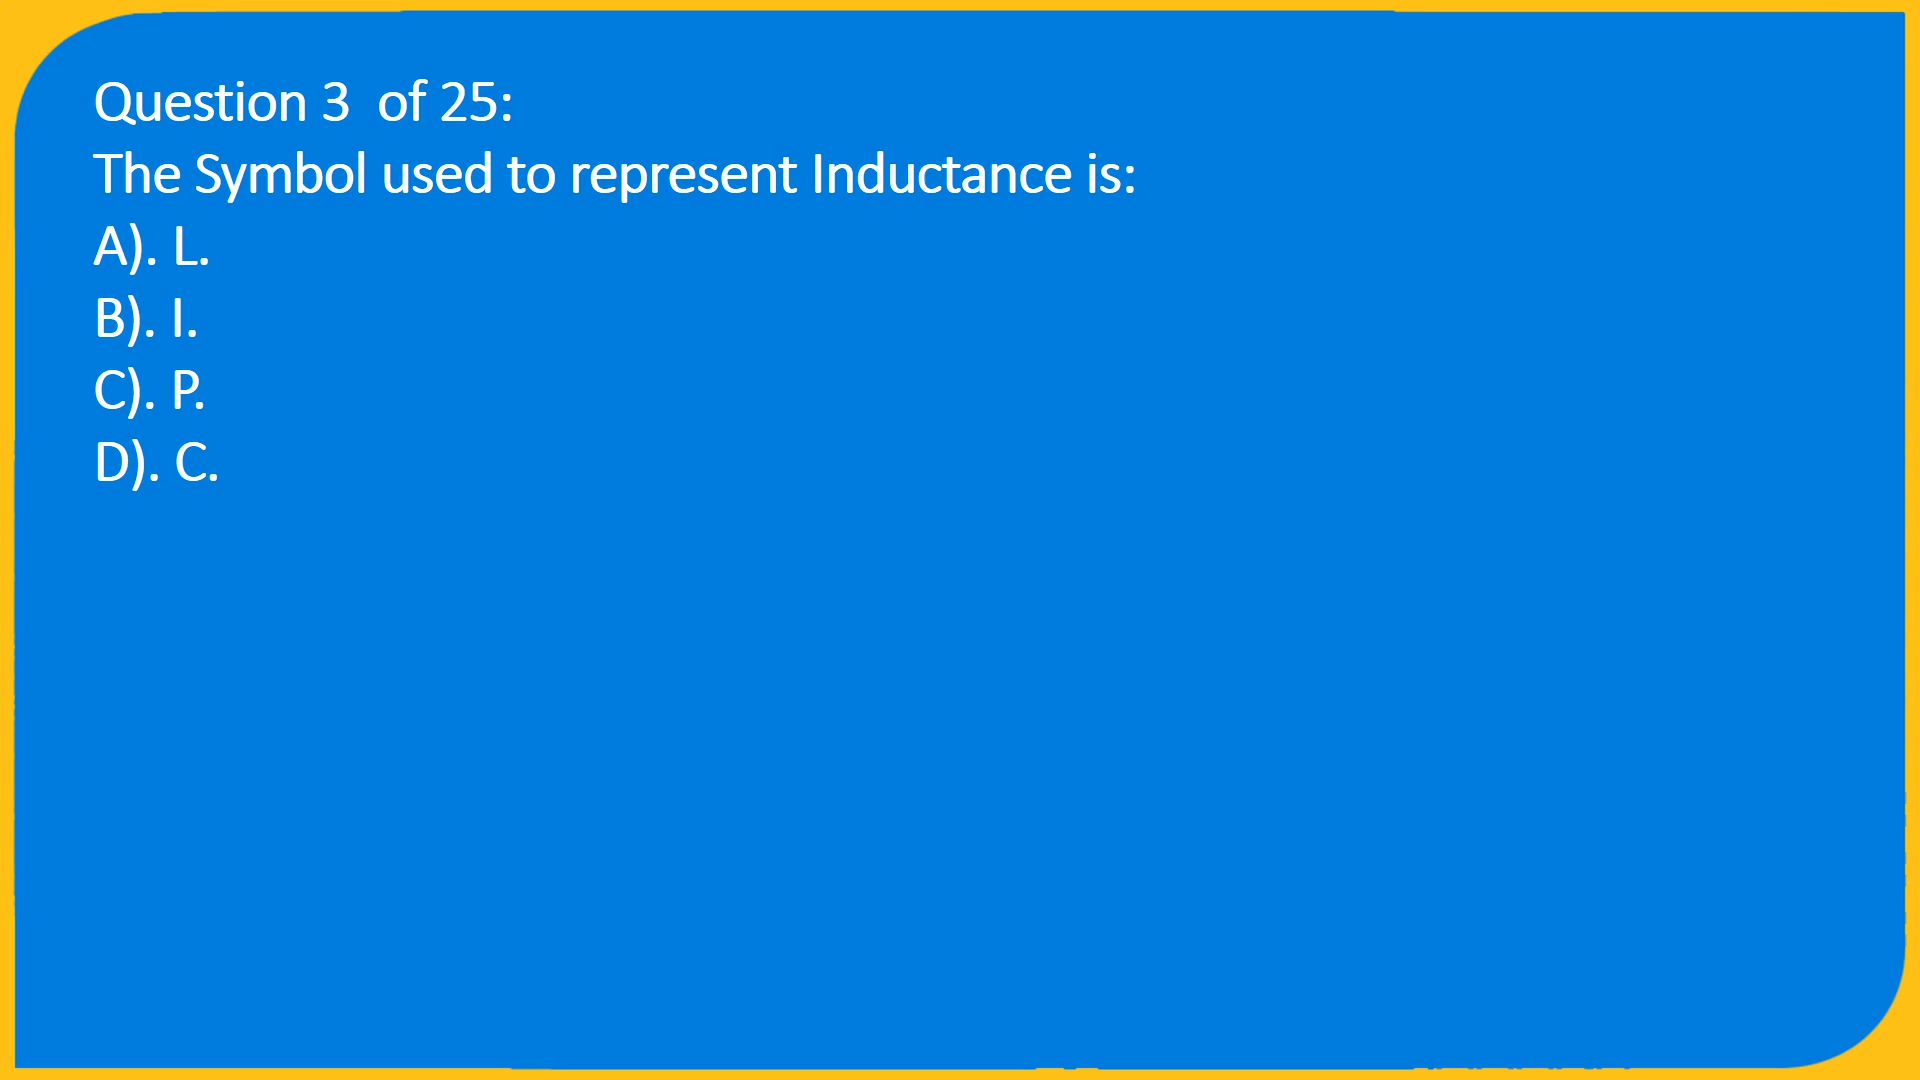 Question 3  of 25:
The Symbol used to represent Inductance is:
A). L.
B). I.
C). P.
D). C.